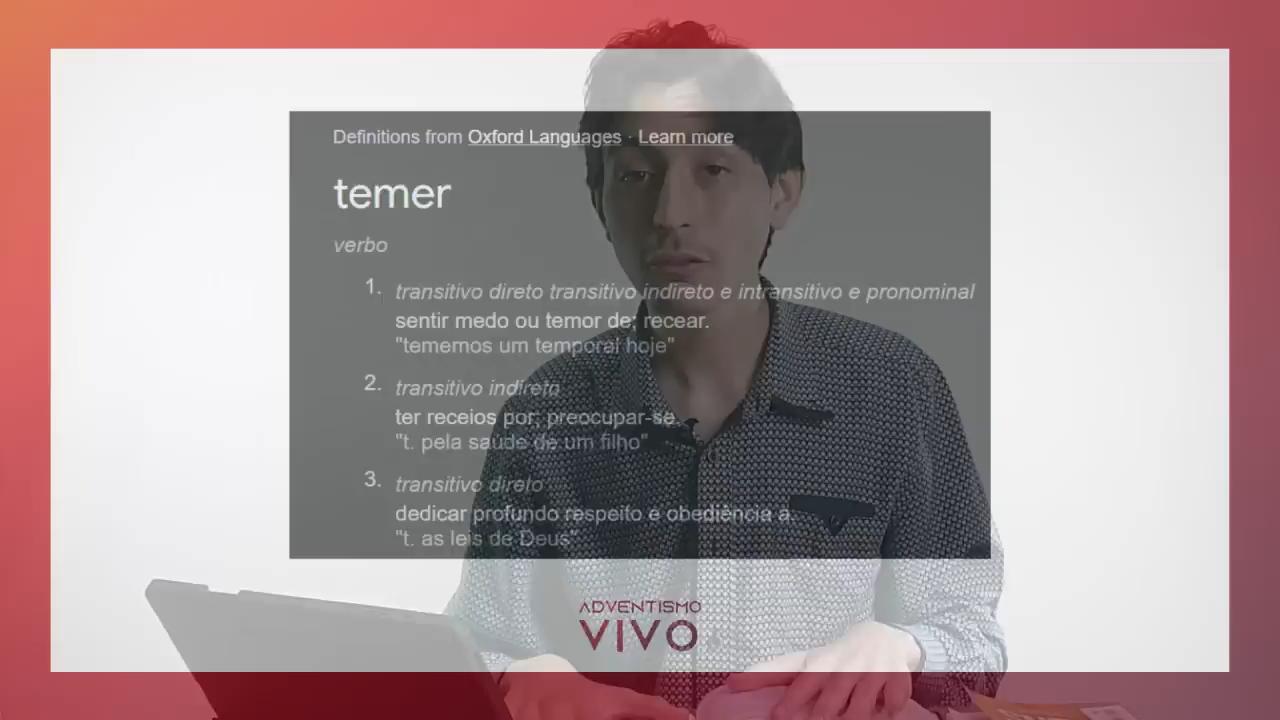 Definitions from Oxford Languages · Learn more
temer
verbo
1. transitivo direto transitivo indireto e intransitivo e pronominal
sentir medo ou temor de; recear.
"tememos um temporal hoje"
2. transitivo indireto
ter receios por; preocupar-se.
"t. pela saúde de um filho"
3. transitivo direto
dedicar profundo respeito e obediência a.
"t. as leis de Deus"
ADVENTISMO
VIVO